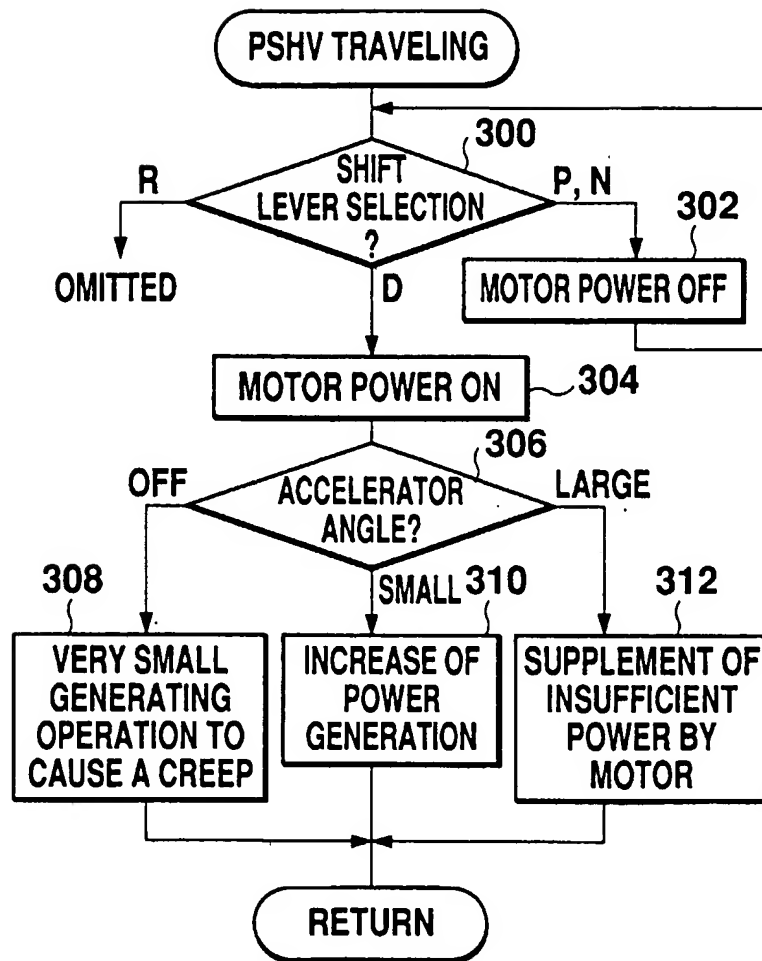 PSHV TRAVELING
300
R
SHIFT
LEVER SELECTION
?
P, N
302
OMITTED
D
MOTOR POWER OFF
MOTOR POWER ON
304
306
OFF
ACCELERATOR
ANGLE?
LARGE
308
SMALL
310
312
VERY SMALL
GENERATING
OPERATION TO
CAUSE A CREEP
INCREASE OF
POWER
GENERATION
SUPPLEMENT OF
INSUFFICIENT
POWER BY
MOTOR
RETURN